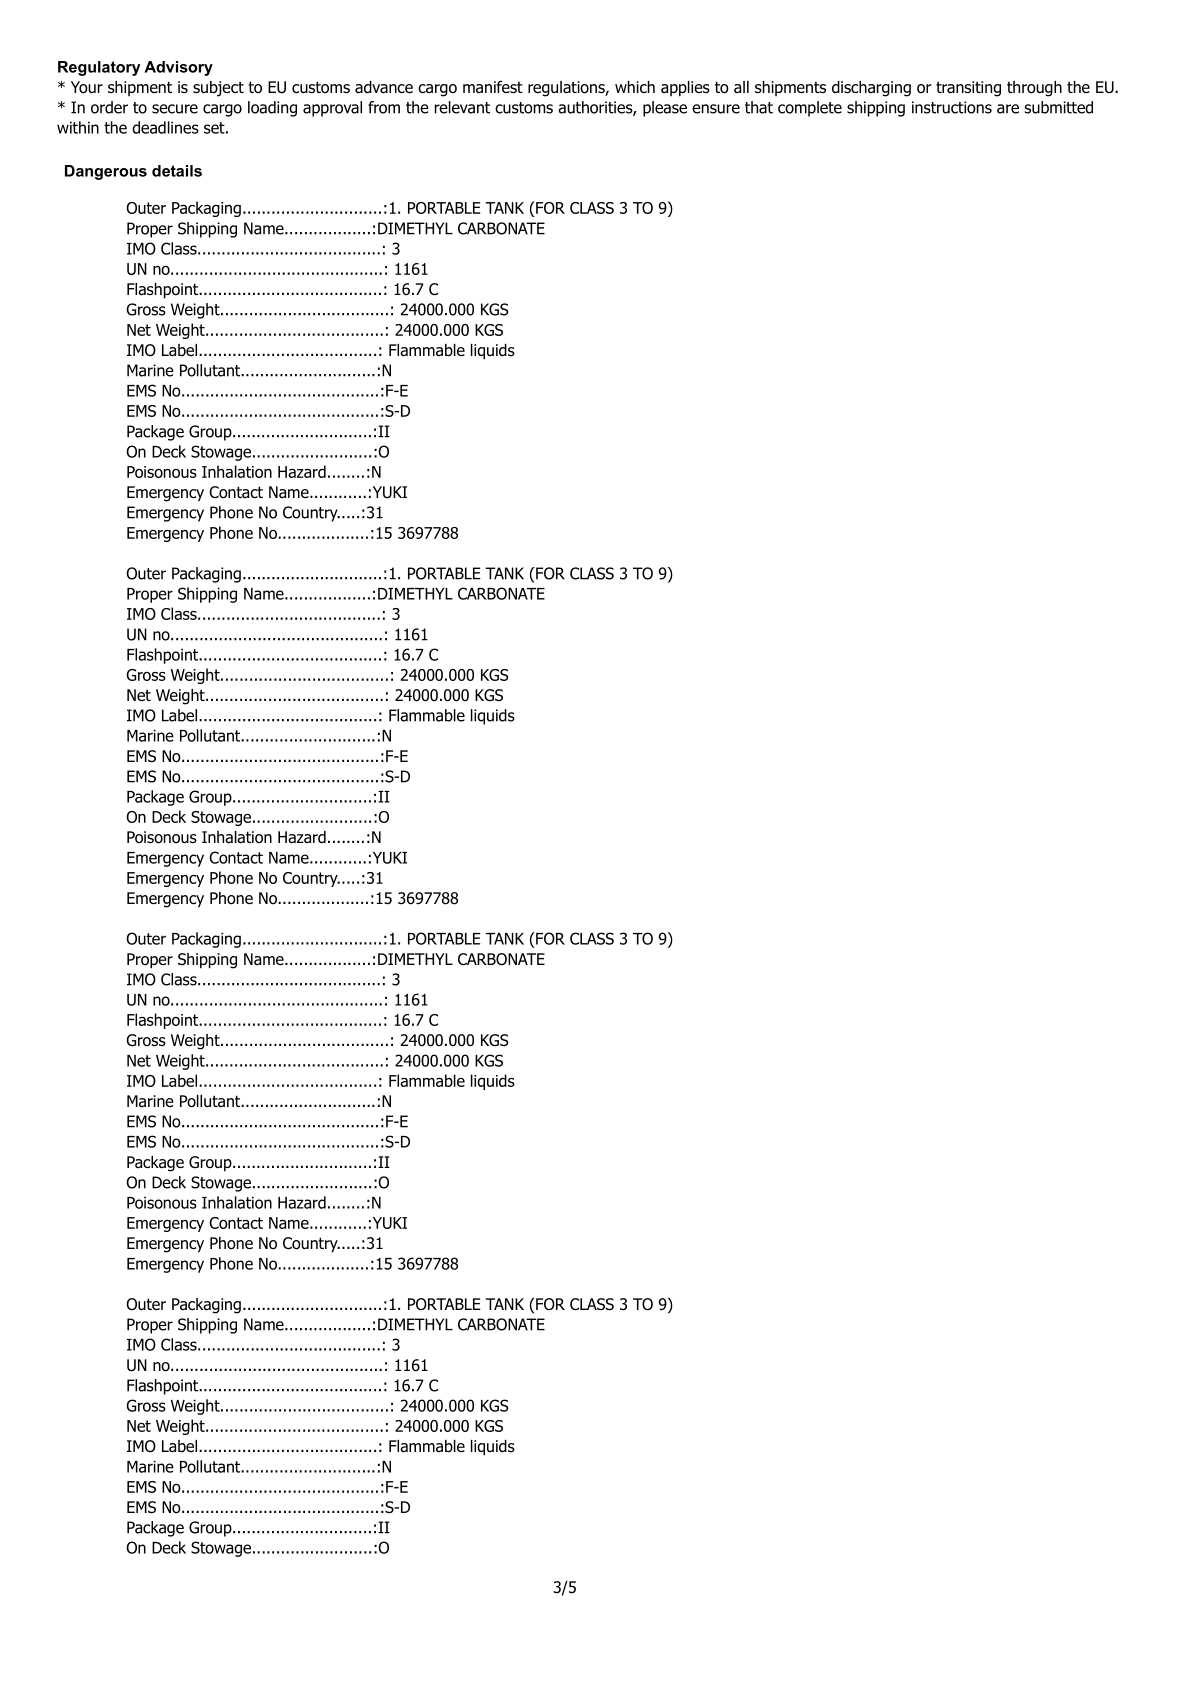 Regulatory Advisory
* Your shipment is subject to EU customs advance cargo manifest regulations, which applies to all shipments discharging or transiting through the EU.
* In order to secure cargo loading approval from the relevant customs authorities, please ensure that complete shipping instructions are submitted
within the deadlines set.
Dangerous details
Outer Packaging.............................:1. PORTABLE TANK (FOR CLASS 3 TO 9)
Proper Shipping Name..................:DIMETHYL CARBONATE
IMO Class......................................: 3
UN no............................................: 1161
Flashpoint......................................: 16.7 C
Gross Weight...................................: 24000.000 KGS
Net Weight.....................................: 24000.000 KGS
IMO Label.....................................: Flammable liquids
Marine Pollutant............................:N
EMS No.........................................:F-E
EMS No.........................................:S-D
Package Group.............................:II
On Deck Stowage.........................:O
Poisonous Inhalation Hazard........:N
Emergency Contact Name............:YUKI
Emergency Phone No Country.....:31
Emergency Phone No...................:15 3697788
Outer Packaging.............................:1. PORTABLE TANK (FOR CLASS 3 TO 9)
Proper Shipping Name..................:DIMETHYL CARBONATE
IMO Class......................................: 3
UN no............................................: 1161
Flashpoint......................................: 16.7 C
Gross Weight...................................: 24000.000 KGS
Net Weight.....................................: 24000.000 KGS
IMO Label.....................................: Flammable liquids
Marine Pollutant............................:N
EMS No.........................................:F-E
EMS No.........................................:S-D
Package Group.............................:II
On Deck Stowage.........................:O
Poisonous Inhalation Hazard........:N
Emergency Contact Name............:YUKI
Emergency Phone No Country.....:31
Emergency Phone No...................:15 3697788
Outer Packaging.............................:1. PORTABLE TANK (FOR CLASS 3 TO 9)
Proper Shipping Name..................:DIMETHYL CARBONATE
IMO Class......................................: 3
UN no............................................: 1161
Flashpoint......................................: 16.7 C
Gross Weight...................................: 24000.000 KGS
Net Weight.....................................: 24000.000 KGS
IMO Label.....................................: Flammable liquids
Marine Pollutant............................:N
EMS No.........................................:F-E
EMS No.........................................:S-D
Package Group.............................:II
On Deck Stowage.........................:O
Poisonous Inhalation Hazard........:N
Emergency Contact Name............:YUKI
Emergency Phone No Country.....:31
Emergency Phone No...................:15 3697788
Outer Packaging.............................:1. PORTABLE TANK (FOR CLASS 3 TO 9)
Proper Shipping Name..................:DIMETHYL CARBONATE
IMO Class......................................: 3
UN no............................................: 1161
Flashpoint......................................: 16.7 C
Gross Weight...................................: 24000.000 KGS
Net Weight.....................................: 24000.000 KGS
IMO Label.....................................: Flammable liquids
Marine Pollutant............................:N
EMS No.........................................:F-E
EMS No.........................................:S-D
Package Group.............................:II
On Deck Stowage.........................:O
3/5